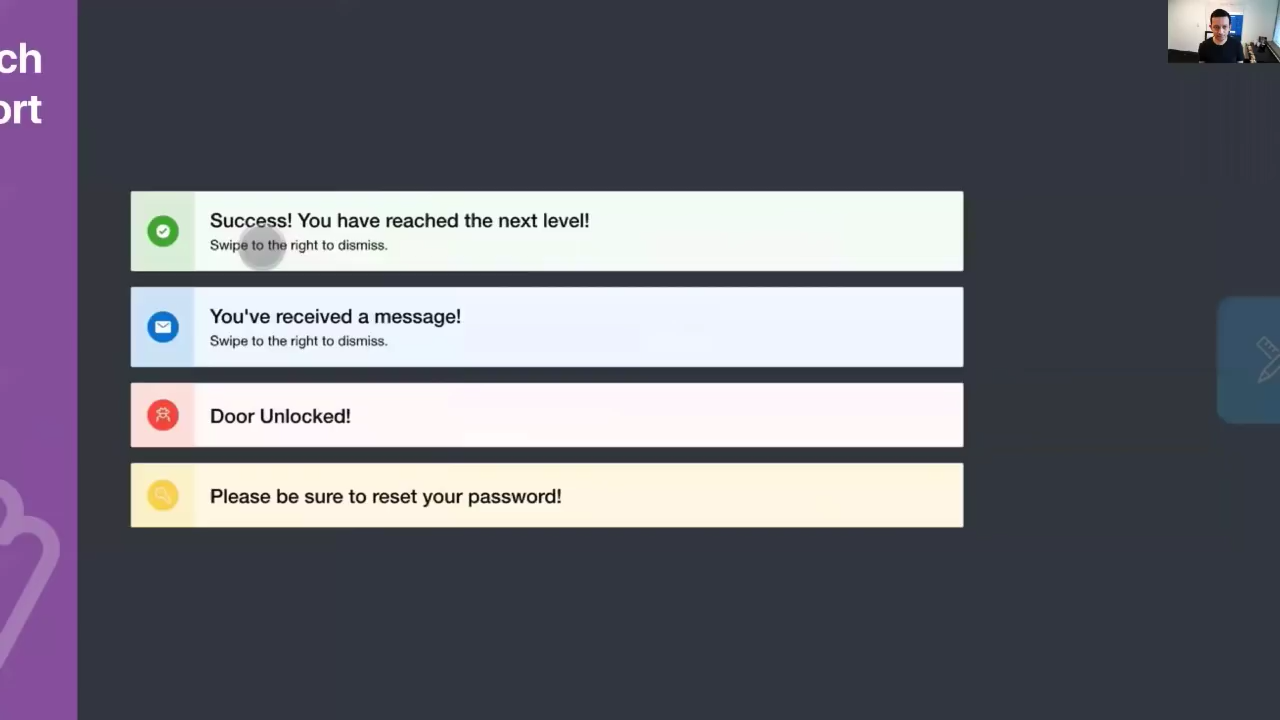 ch
ort
Success! You have reached the next level!
Swipe to the right to dismiss.
You've received a message!
Swipe to the right to dismiss.
Door Unlocked!
Please be sure to reset your password!